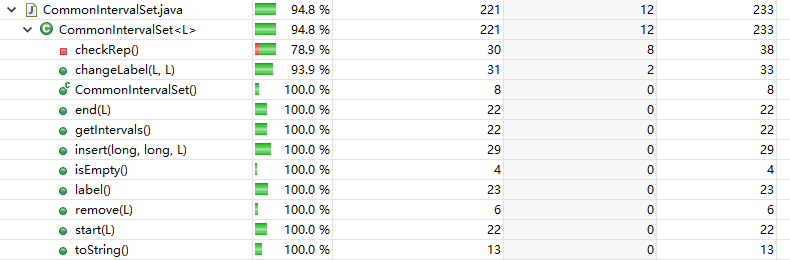 CommonIntervalSet.java 94.8 % 221 12 233
CommonIntervalSet<L> 94.8 % 221 12 233
checkRep() 78.9 % 30 8 38
changeLabel(L, L) 93.9 % 31 2 33
CommonIntervalSet() 100.0 % 8 0 8
end(L) 100.0 % 22 0 22
getIntervals() 100.0 % 22 0 22
insert(long, long, L) 100.0 % 29 0 29
isEmpty() 100.0 % 4 0 4
label() 100.0 % 23 0 23
remove(L) 100.0 % 6 0 6
start(L) 100.0 % 22 0 22
toString() 100.0 % 13 0 13